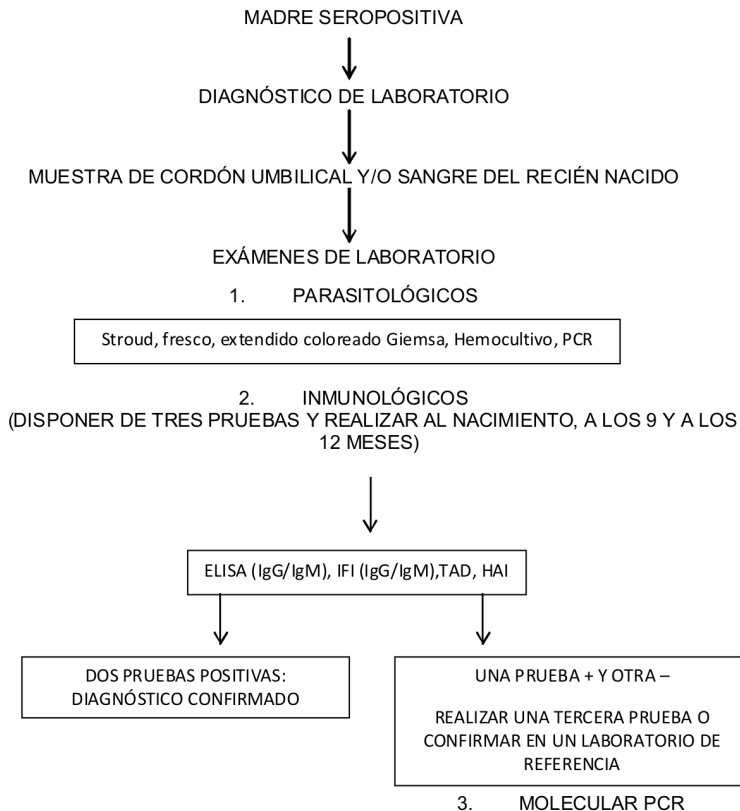 MADRE SEROPOSITIVA
DIAGNÓSTICO DE LABORATORIO
MUESTRA DE CORDÓN UMBILICAL Y/O SANGRE DEL RECIÉN NACIDO
EXÁMENES DE LABORATORIO
1. PARASITOLÓGICOS
Stroud, fresco, extendido coloreado Giemsa, Hemocultivo, PCR
2. INMUNOLÓGICOS
(DISPONER DE TRES PRUEBAS Y REALIZAR AL NACIMIENTO, A LOS 9 Y A LOS
12 MESES)
ELISA (IgG/IgM), IFI (IgG/IgM),TAD, HAI
DOS PRUEBAS POSITIVAS:
DIAGNÓSTICO CONFIRMADO
UNA PRUEBA + Y OTRA –
REALIZAR UNA TERCERA PRUEBA O
CONFIRMAR EN UN LABORATORIO DE
REFERENCIA
3. MOLECULAR PCR